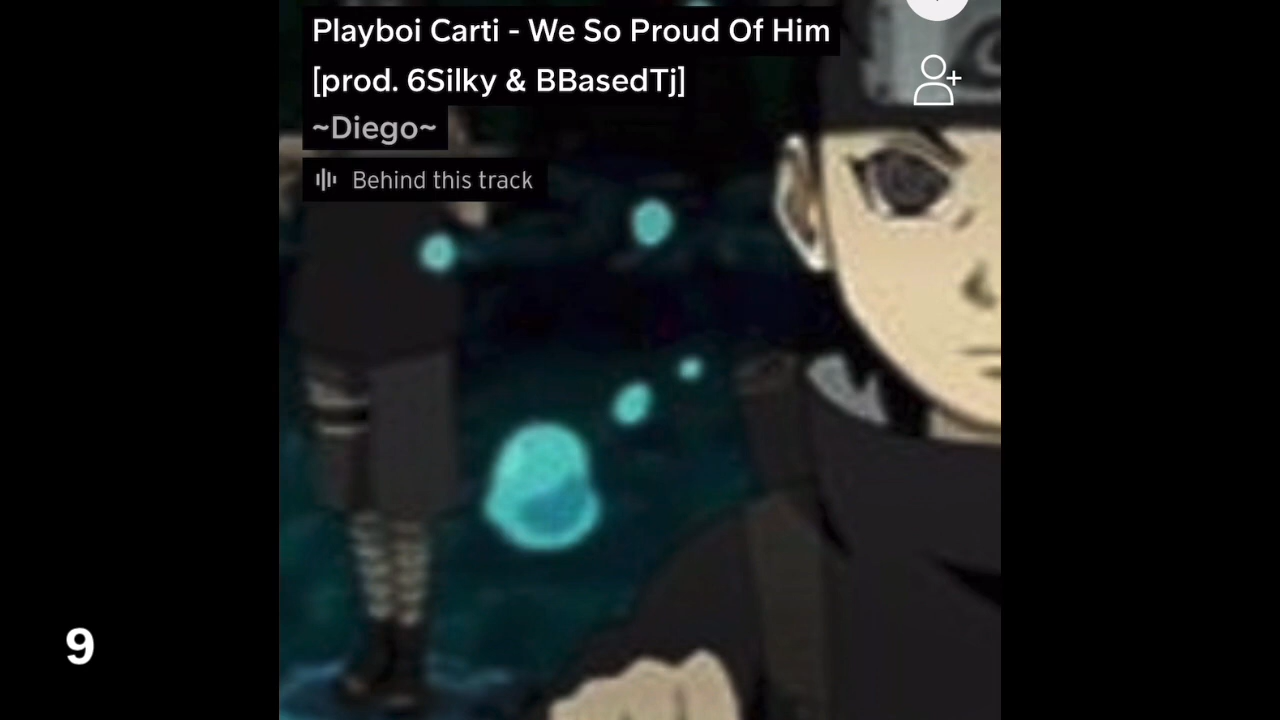 Playboi Carti - We So Proud Of Him
[prod. 6Silky & BBasedTj]
~Diego~
Behind this track
9